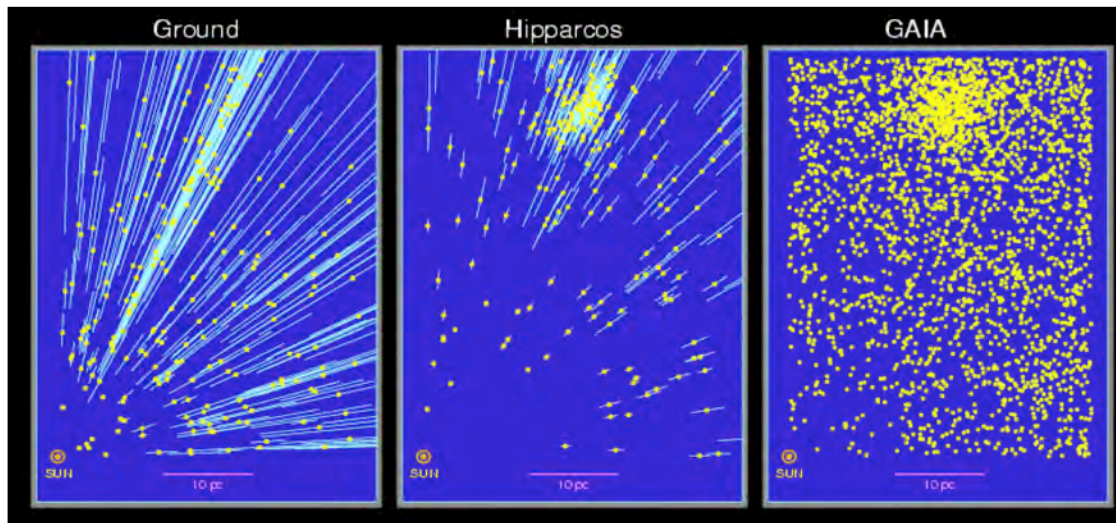 Ground
Hipparcos
GAIA
SUN
10 pc
SUN
10 pc
SUN
10 pc